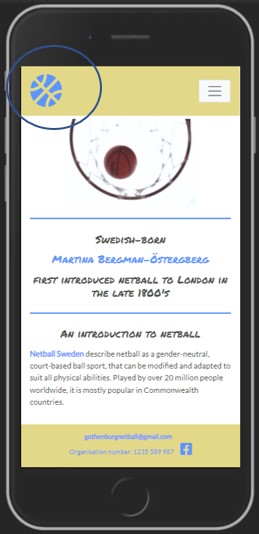 Swedish-born
Martina Bergman-Östergberg
first introduced netball to London in
the late 1800's
An introduction to netball
Netball Sweden describe netball as a gender-neutral,
court-based ball sport, that can be modified and adapted to
suit all physical abilities. Played by over 20 million people
worldwide, it is mostly popular in Commonwealth
countries.
gothenburgnetball@gmail.com
Organisation number: 1235 589 987